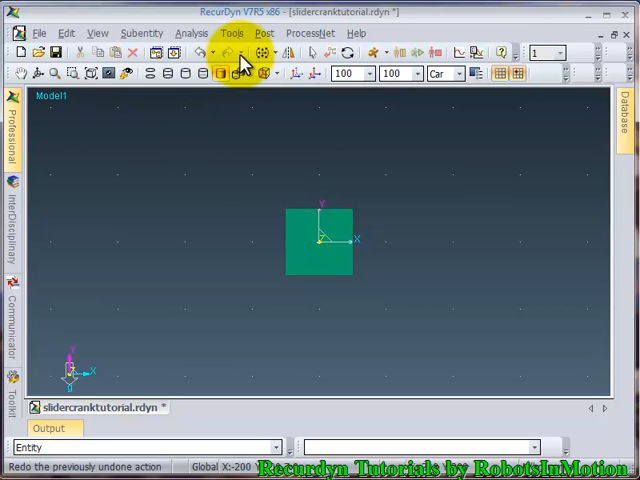 RecurDyn V7R5 x86 - [slidercranktutorial.rdyn *]
File Edit View Subentity Analysis Tools Post ProcessNet Help
1
100 100 Car
Model1
Professional
InterDisciplinary
Communicator
Toolkit
Database
Y
Z X
Y
X
g
slidercranktutorial.rdyn *
Output
Entity
Redo the previously undone action Global X:-200 Y
Recurdyn Tutorials by RobotsInMotion